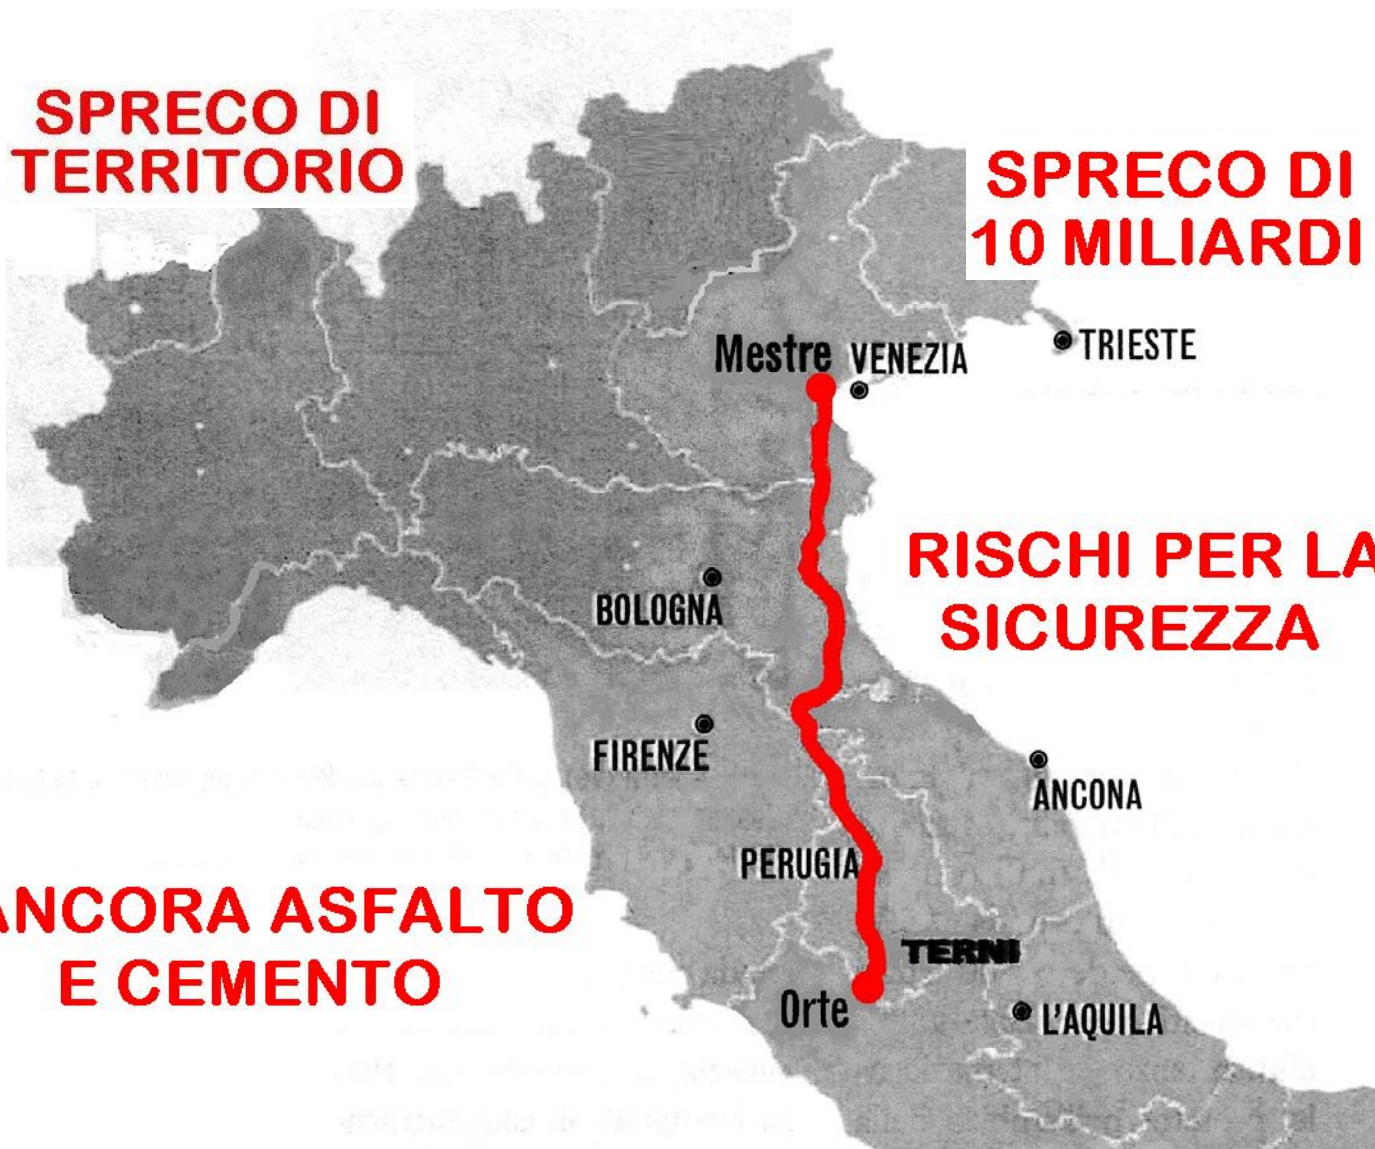 SPRECO DI
TERRITORIO
SPRECO DI
10 MILIARDI
Mestre
VENEZIA
TRIESTE
RISCHI PER LA
SICUREZZA
BOLOGNA
FIRENZE
ANCONA
PERUGIA
ANCORA ASFALTO
E CEMENTO
TERNI
Orte
L'AQUILA